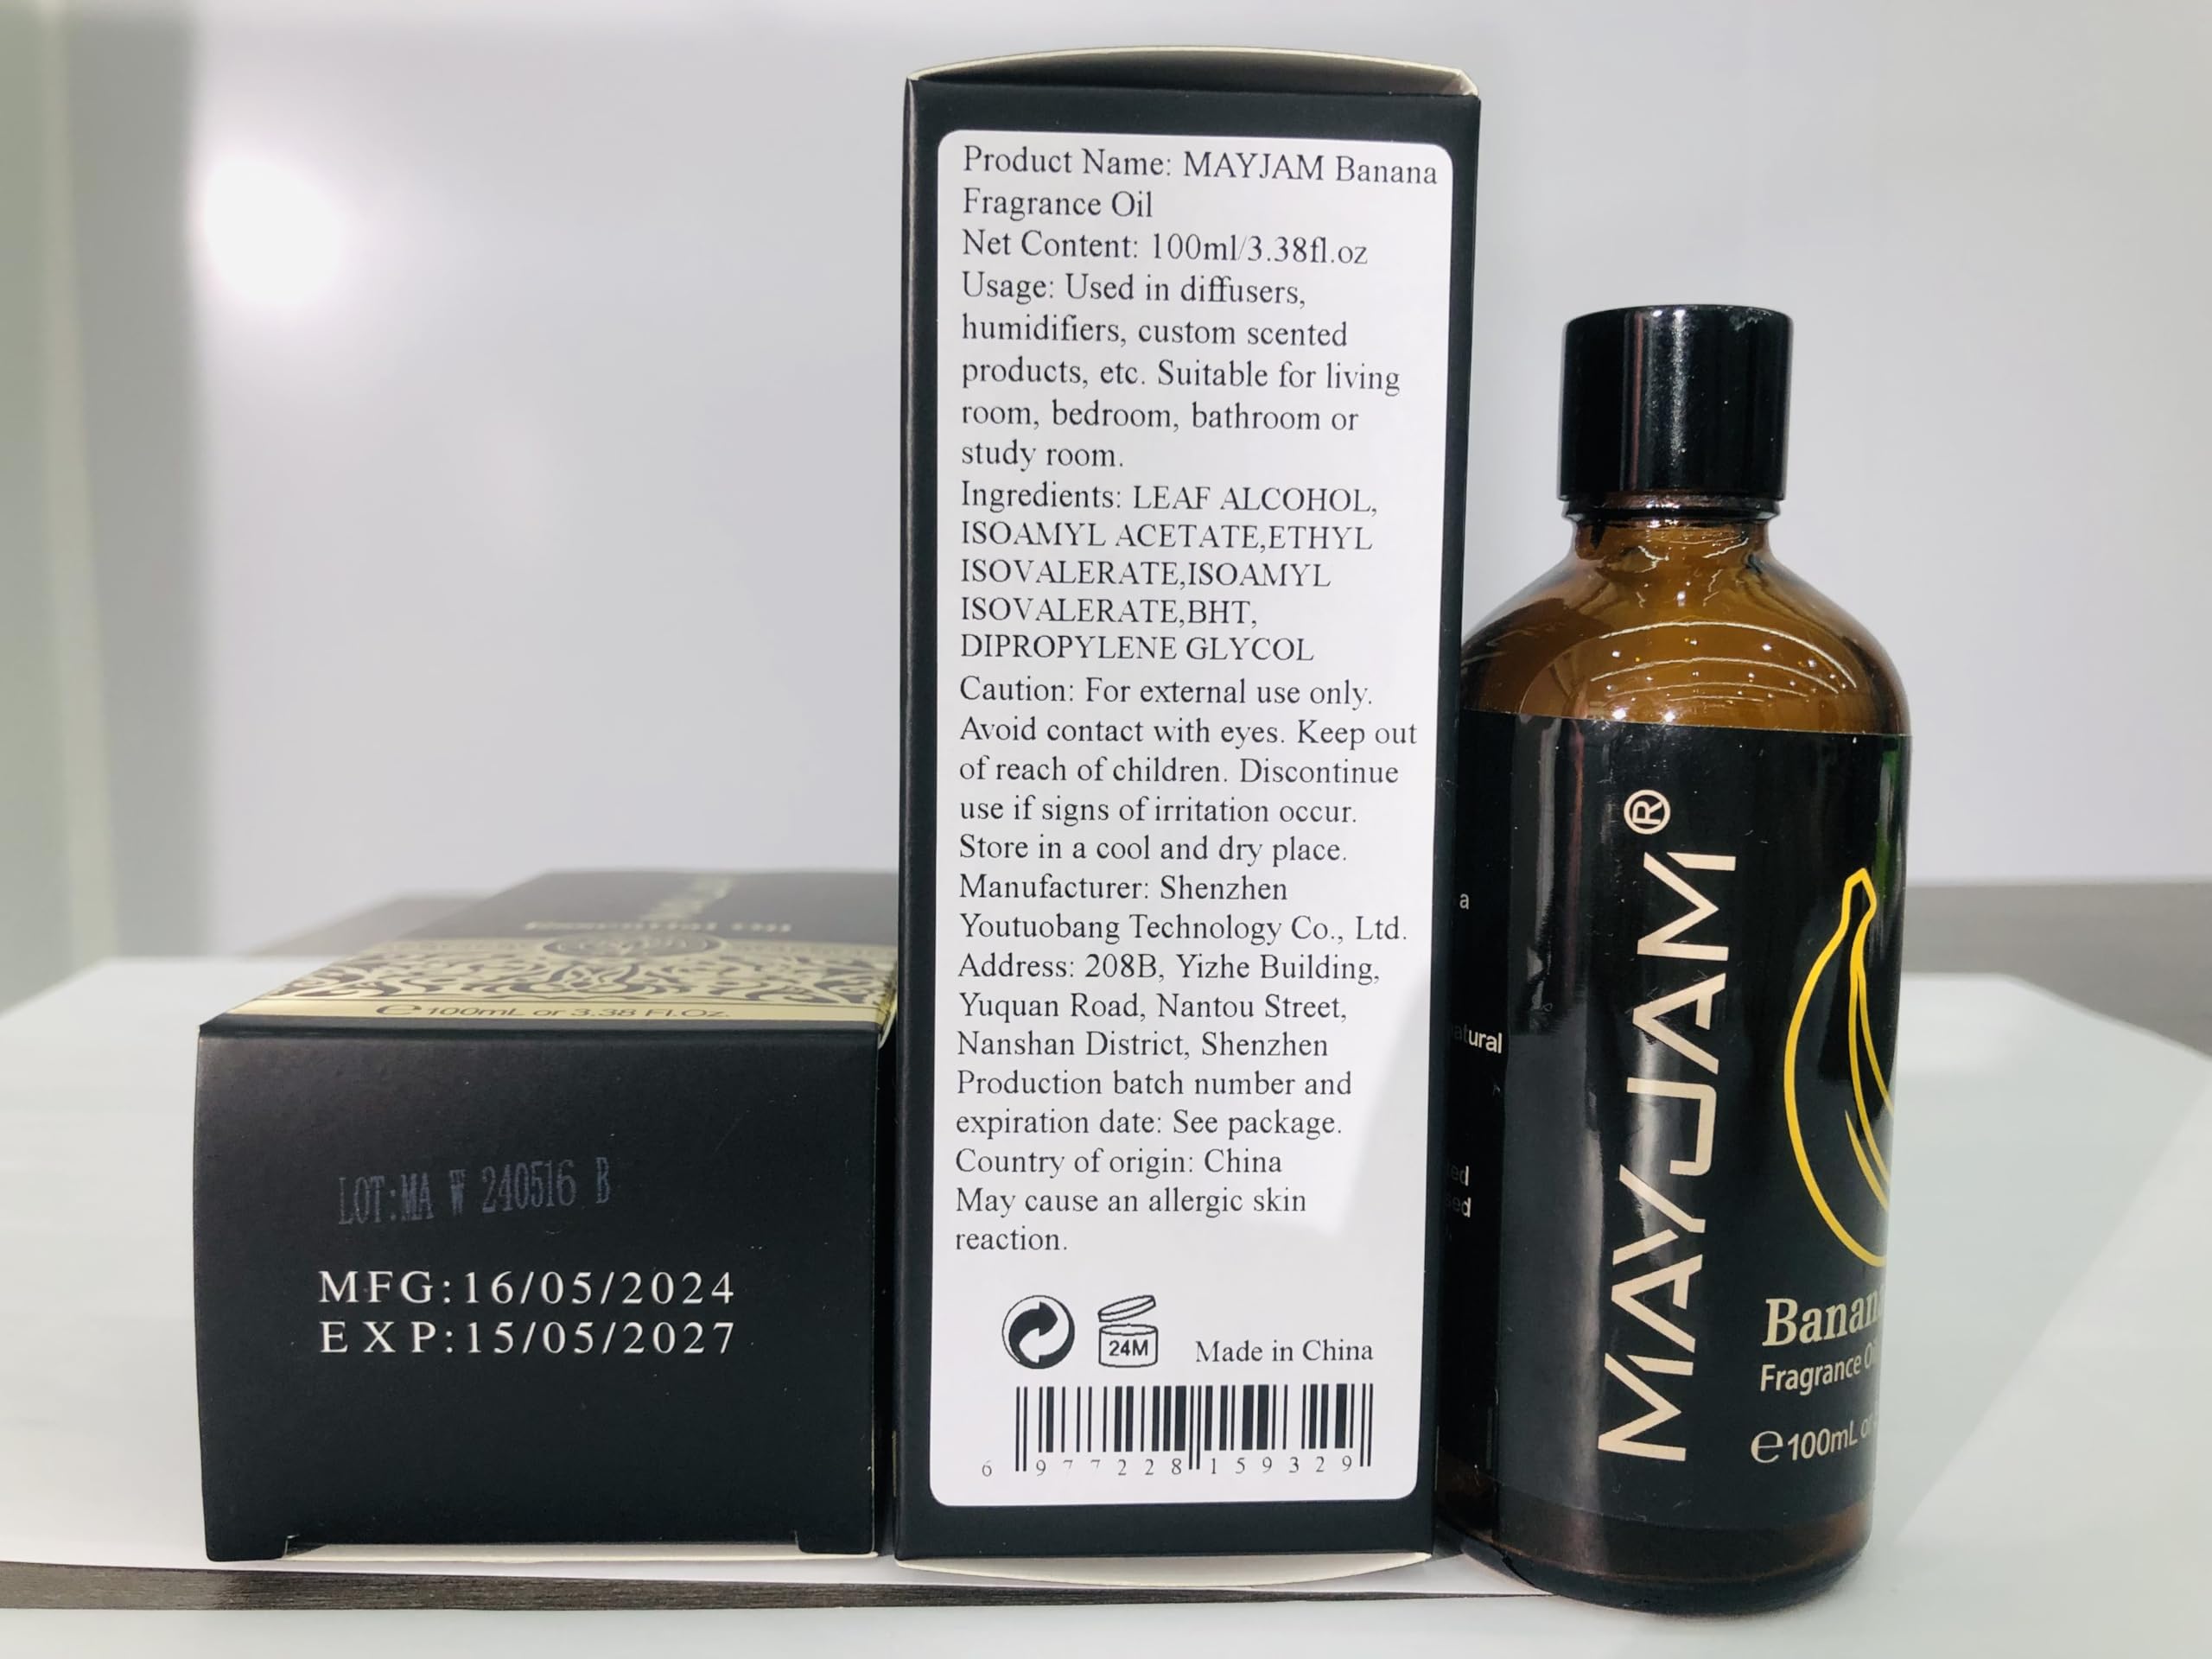 Essential Oil
℮ 100mL or 3.38 Fl.Oz.
LOT:MA W 240516 B
MFG:16/05/2024
EXP:15/05/2027
Product Name: MAYJAM Banana
Fragrance Oil
Net Content: 100ml/3.38fl.oz
Usage: Used in diffusers,
humidifiers, custom scented
products, etc. Suitable for living
room, bedroom, bathroom or
study room.
Ingredients: LEAF ALCOHOL,
ISOAMYL ACETATE,ETHYL
ISOVALERATE,ISOAMYL
ISOVALERATE,BHT,
DIPROPYLENE GLYCOL
Caution: For external use only.
Avoid contact with eyes. Keep out
of reach of children. Discontinue
use if signs of irritation occur.
Store in a cool and dry place.
Manufacturer: Shenzhen
Youtuobang Technology Co., Ltd.
Address: 208B, Yizhe Building,
Yuquan Road, Nantou Street,
Nanshan District, Shenzhen
Production batch number and
expiration date: See package.
Country of origin: China
May cause an allergic skin
reaction.
24M Made in China
6 977228 159329
MAYJAM®
Banan
Fragrance
℮100mL